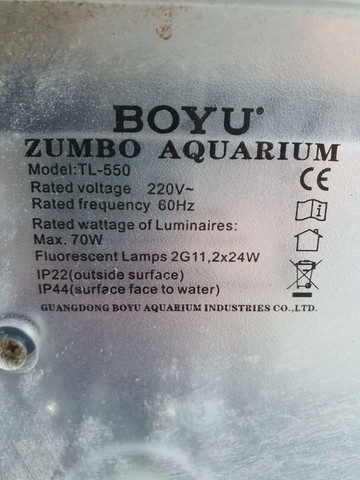 BOYU®
ZUMBO AQUARIUM
Model:TL-550
Rated voltage 220V~
Rated frequency 60Hz
Rated wattage of Luminaires:
Max. 70W
Fluorescent Lamps 2G11,2x24W
IP22(outside surface)
IP44(surface face to water)
GUANGDONG BOYU AQUARIUM INDUSTRIES CO.,LTD.
CE